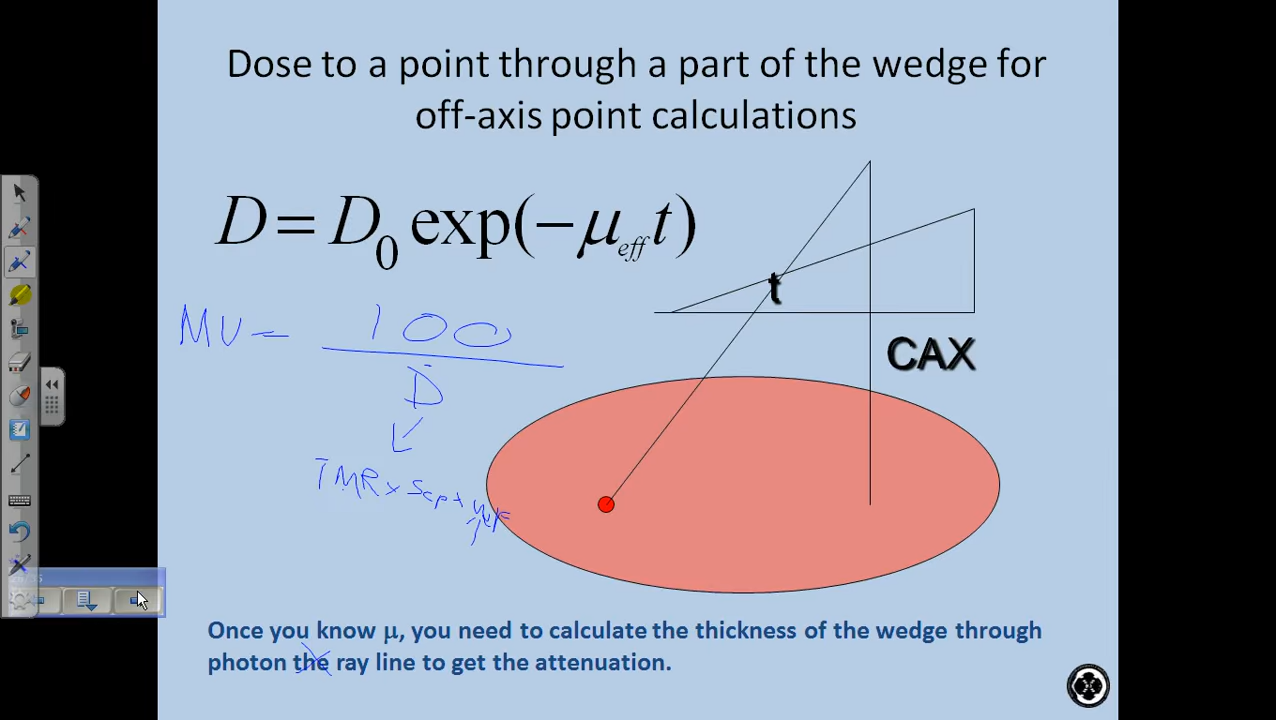 Dose to a point through a part of the wedge for
off-axis point calculations
D = D₀ exp(−μ_eff t)
MU = 100
D
TMR x Scp x WF
t
CAX
Once you know μ, you need to calculate the thickness of the wedge through
photon the ray line to get the attenuation.